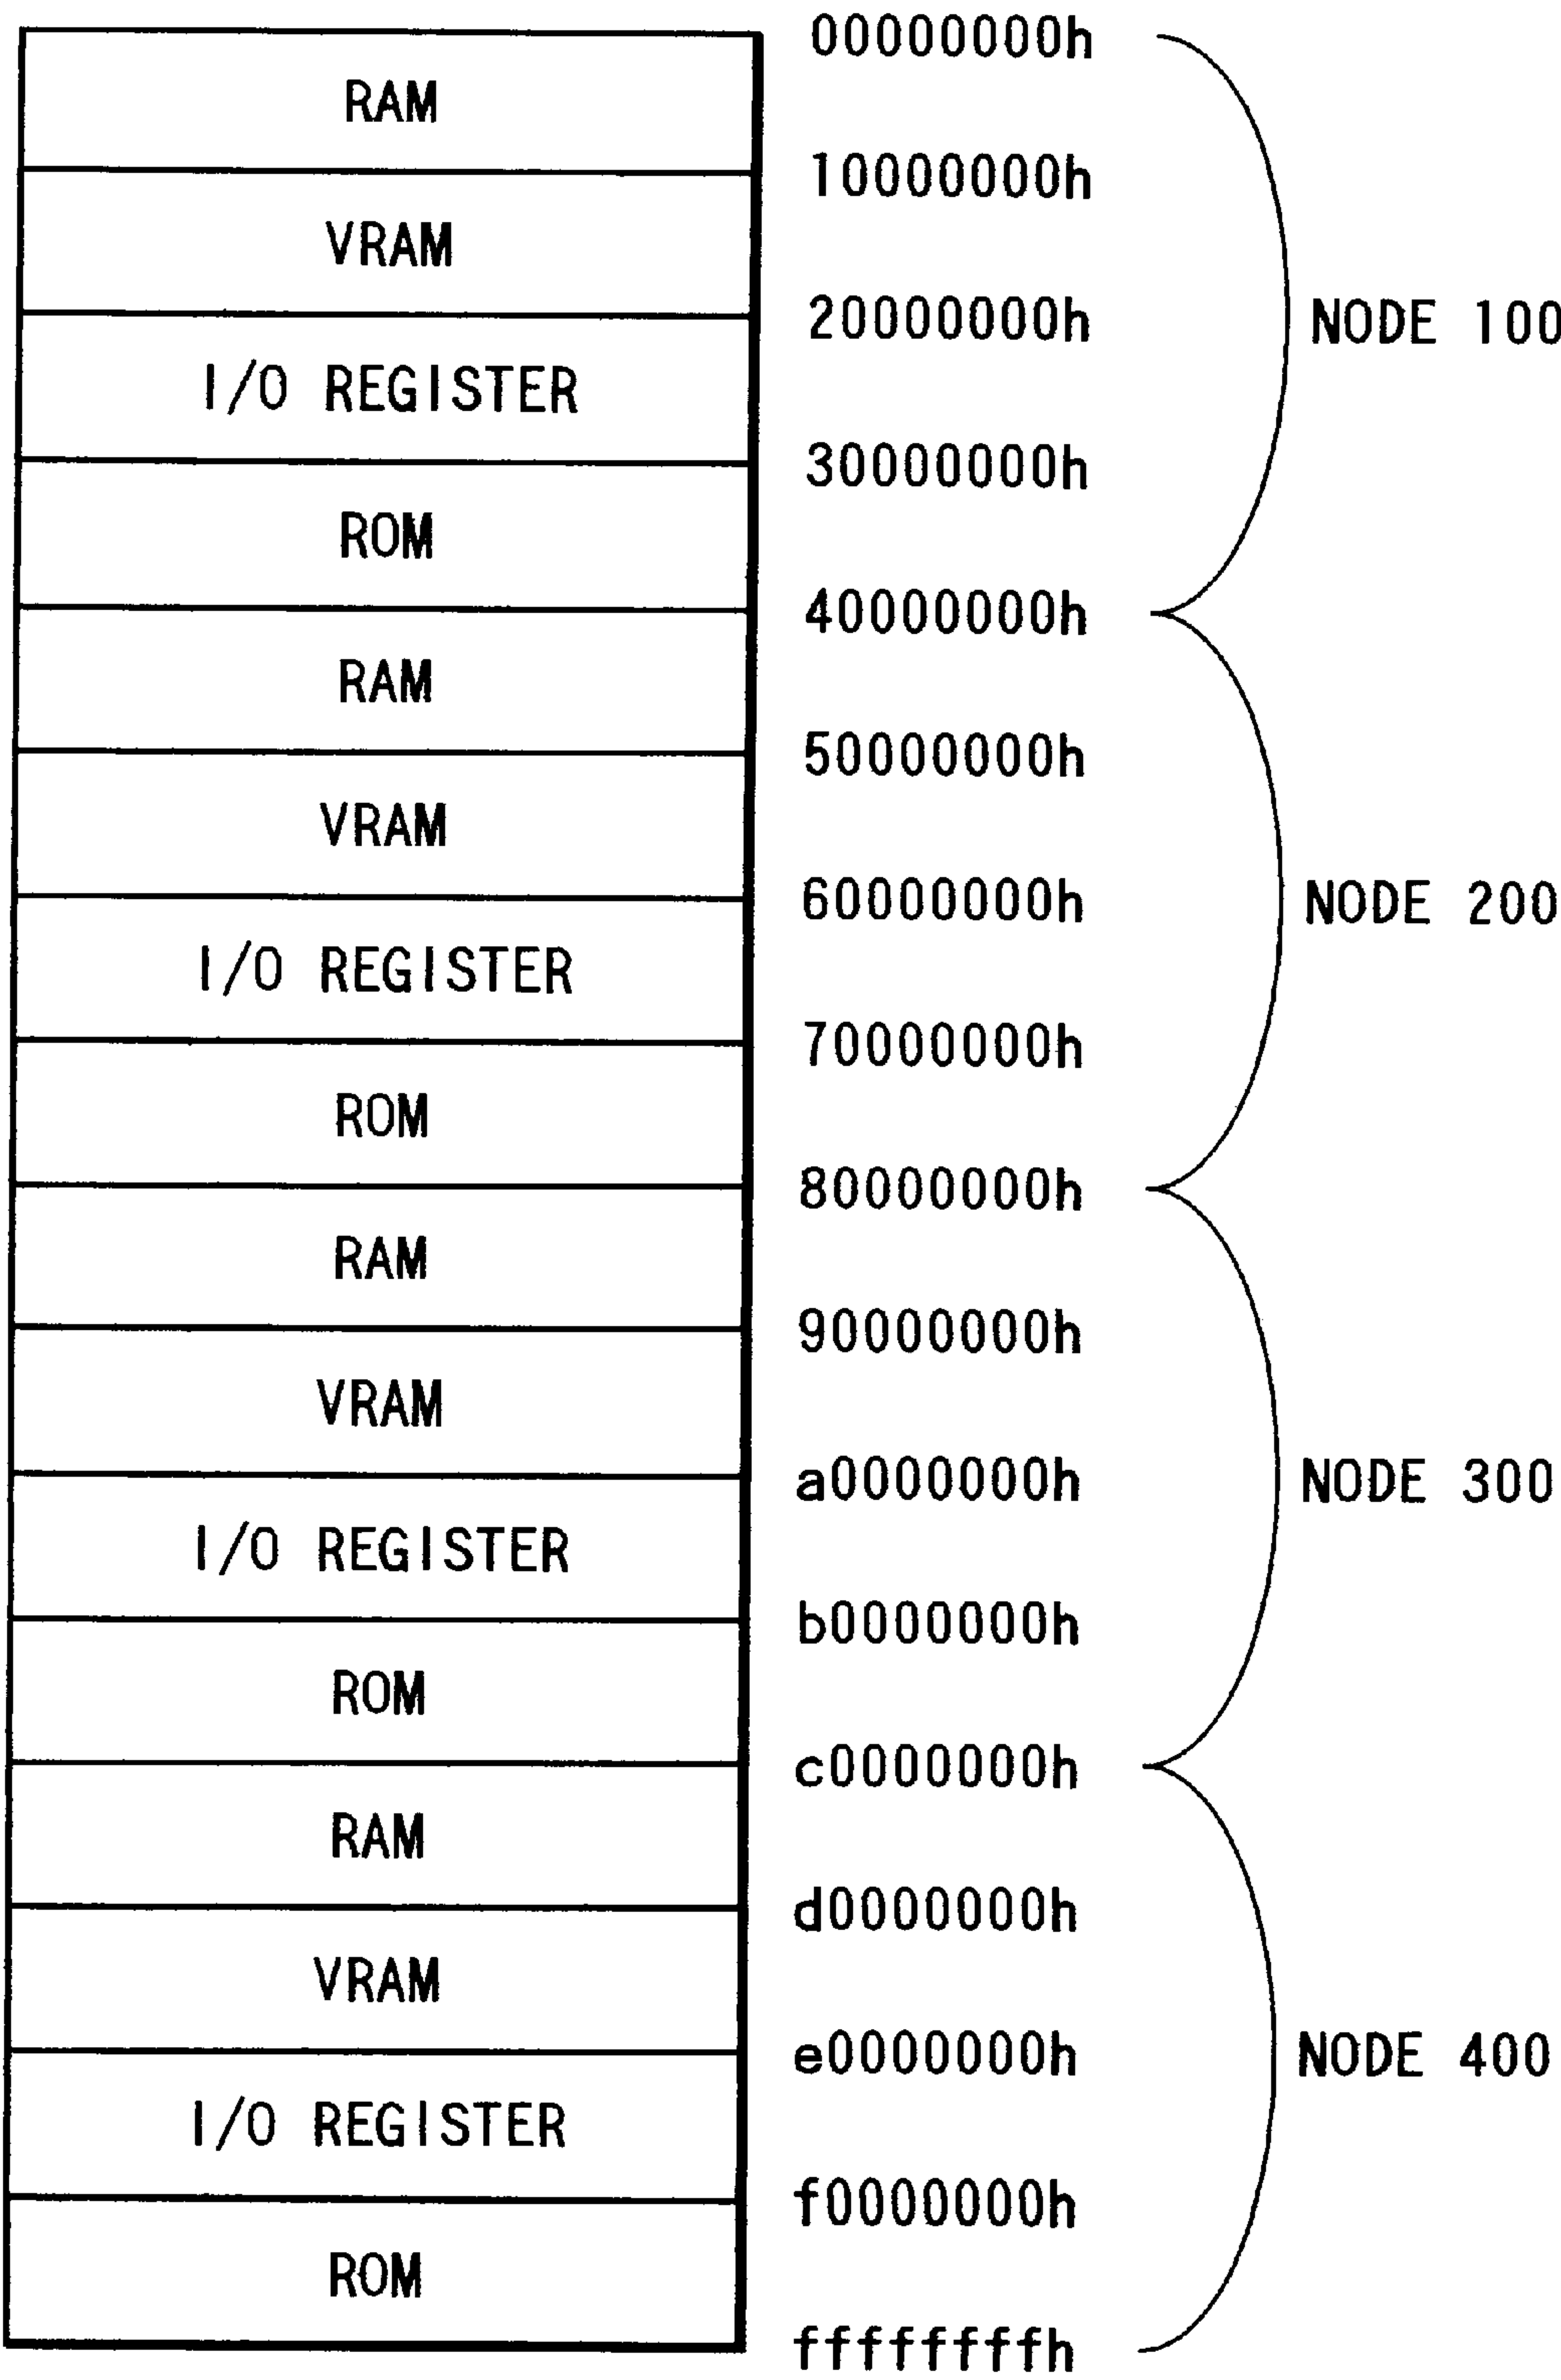 00000000h
RAM
10000000h
VRAM
20000000h
NODE 100
I/O REGISTER
30000000h
ROM
40000000h
RAM
50000000h
VRAM
60000000h
NODE 200
I/O REGISTER
70000000h
ROM
80000000h
RAM
90000000h
VRAM
a0000000h
NODE 300
I/O REGISTER
b0000000h
ROM
c0000000h
RAM
d0000000h
VRAM
e0000000h
NODE 400
I/O REGISTER
f0000000h
ROM
ffffffffh